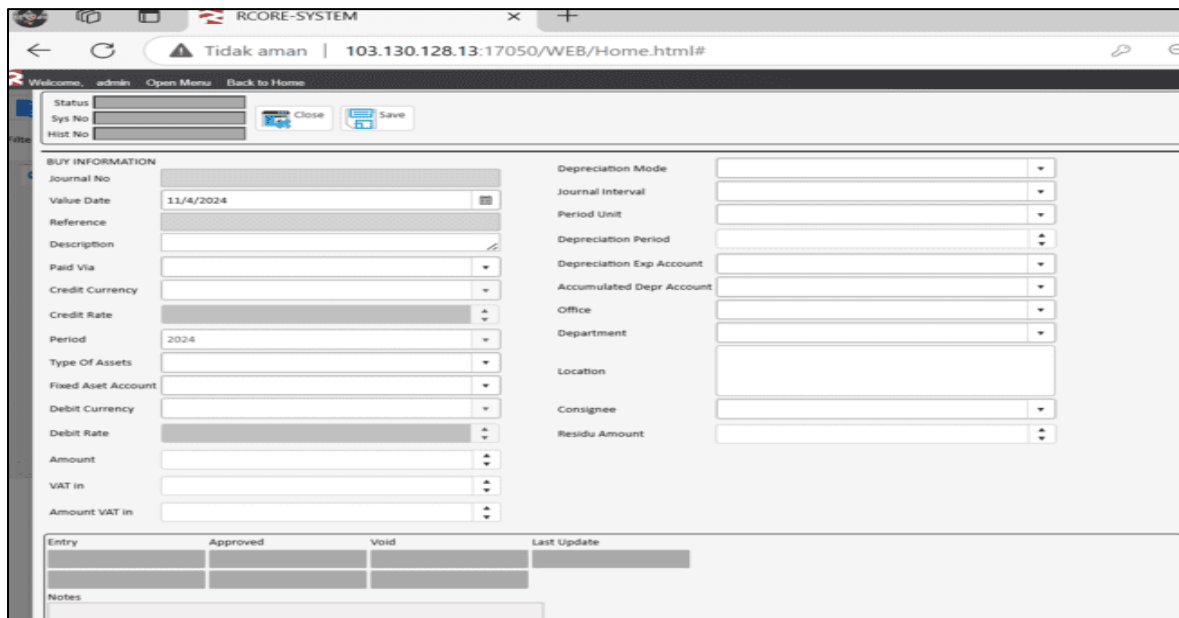 RCORE-SYSTEM
Tidak aman | 103.130.128.13:17050/WEB/Home.html#
Welcome, admin Open Menu Back to Home
Status
Sys No
Hist No
Close
Save
Filte
BUY INFORMATION
Journal No
Value Date 11/4/2024
Reference
Description
Paid Via
Credit Currency
Credit Rate
Period 2024
Type Of Assets
Fixed Aset Account
Debit Currency
Debit Rate
Amount
VAT in
Amount VAT in
Depreciation Mode
Journal Interval
Period Unit
Depreciation Period
Depreciation Exp Account
Accumulated Depr Account
Office
Department
Location
Consignee
Residu Amount
Entry Approved Void Last Update
Notes